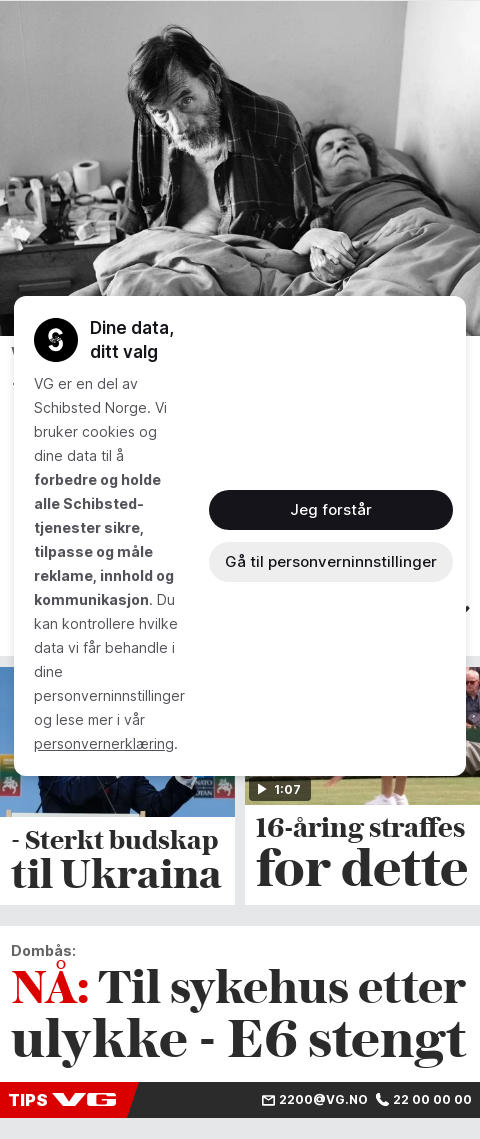 Dine data,
ditt valg
VG er en del av
Schibsted Norge. Vi
bruker cookies og
dine data til å
forbedre og holde
alle Schibsted-
tjenester sikre,
tilpasse og måle
reklame, innhold og
kommunikasjon. Du
kan kontrollere hvilke
data vi får behandle i
dine
personverninnstillinger
og lese mer i vår
personvernerklæring.
Jeg forstår
Gå til personverninnstillinger
1:07
- Sterkt budskap
til Ukraina
16-åring straffes
for dette
Dombås:
NÅ: Til sykehus etter
ulykke - E6 stengt
TIPS VG 2200@VG.NO 22 00 00 00